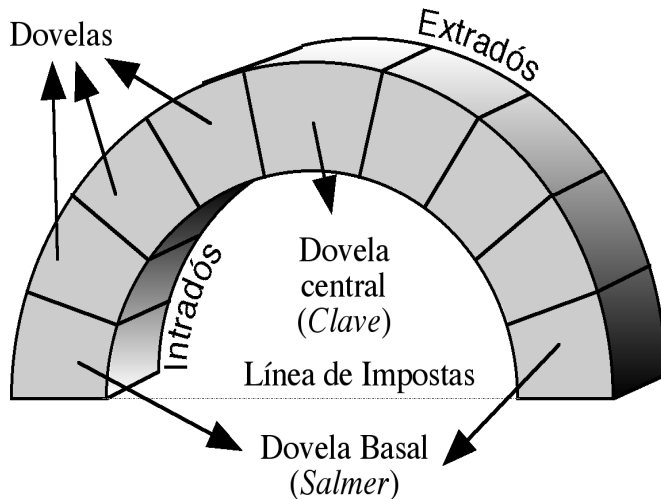 Dovelas
Extradós
Intradós
Dovela
central
(Clave)
Línea de Impostas
Dovela Basal
(Salmer)